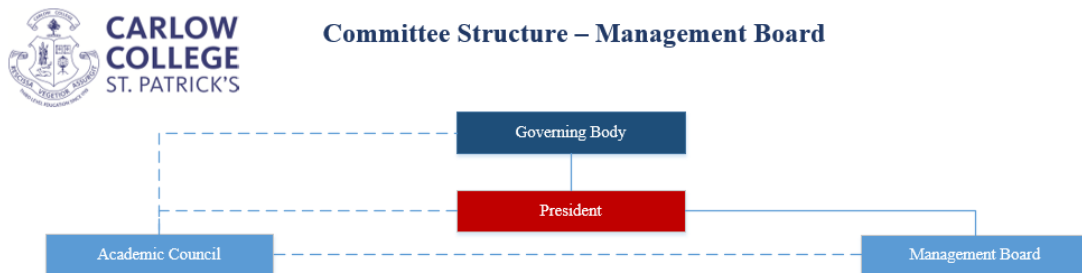 CARLOW
COLLEGE
ST. PATRICK'S
Committee Structure – Management Board
Governing Body
President
Academic Council
Management Board